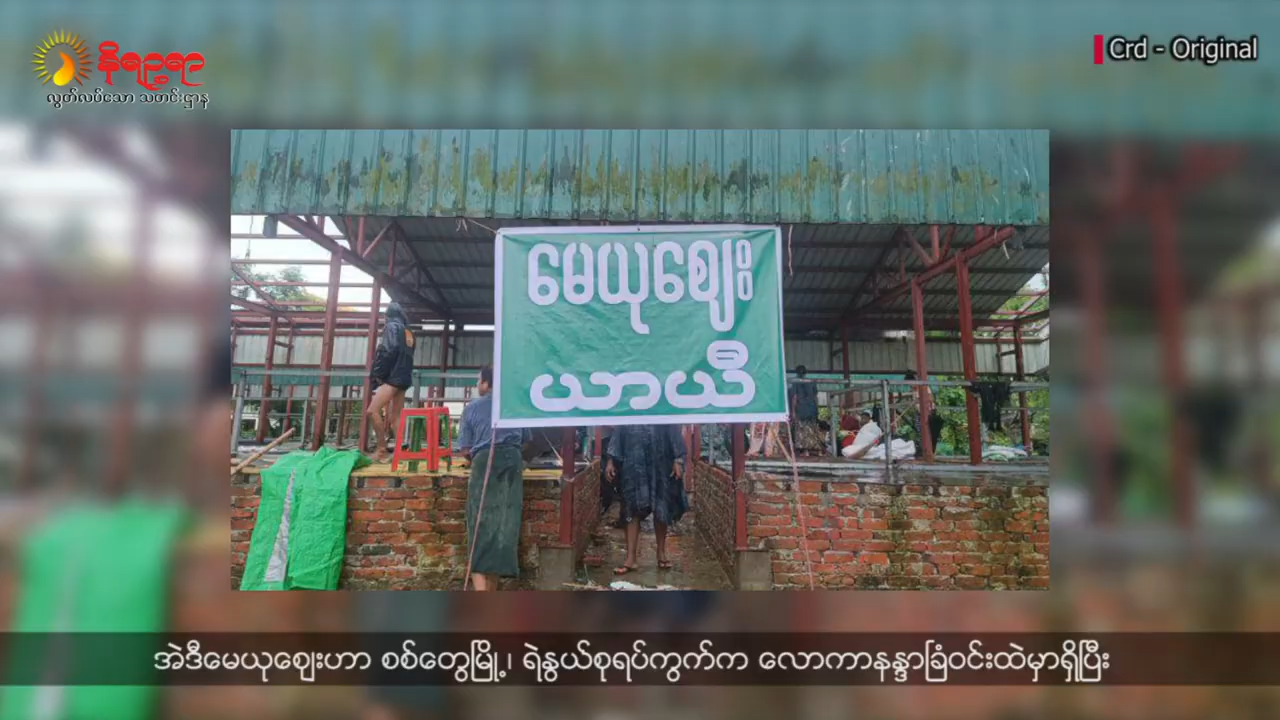 နိရဉ္စရာ
လွတ်လပ်သော သတင်းဌာန
Crd - Original
မေယုဈေး
ယာယီ
အဲဒီမေယုဈေးဟာ စစ်တွေမြို့၊ ရဲနွယ်စုရပ်ကွက်က လောကာနန္ဒာခြံဝင်းထဲမှာရှိပြီး